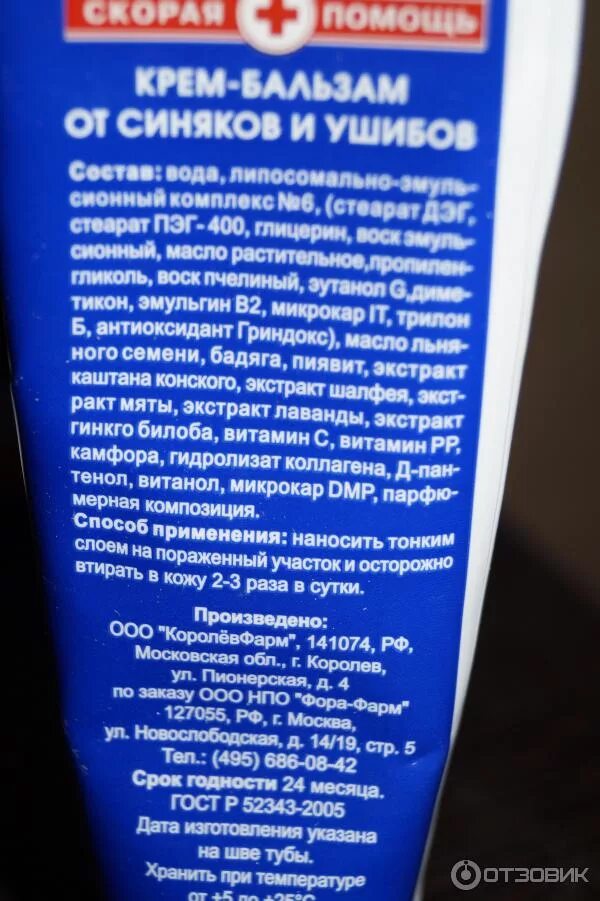 СКОРАЯ ПОМОЩЬ
КРЕМ-БАЛЬЗАМ
ОТ СИНЯКОВ И УШИБОВ
Состав: вода, липосомально-эмуль-
сионный комплекс №6, (стеарат ДЭГ,
стеарат ПЭГ- 400, глицерин, воск эмуль-
сионный, масло растительное,пропилен-
гликоль, воск пчелиный, эутанол G,диме-
тикон, эмульгин В2, микрокар IT, трилон
Б, антиоксидант Гриндокс), масло льня-
ного семени, бадяга, пиявит, экстракт
каштана конского, экстракт шалфея, экст-
ракт мяты, экстракт лаванды, экстракт
гинкго билоба, витамин С, витамин РР,
камфора, гидролизат коллагена, Д-пан-
тенол, витанол, микрокар DMP, парфю-
мерная композиция.
Способ применения: наносить тонким
слоем на пораженный участок и осторожно
втирать в кожу 2-3 раза в сутки.
Произведено:
ООО "КоролёвФарм", 141074, РФ,
Московская обл., г. Королев,
ул. Пионерская, д. 4
по заказу ООО НПО "Фора-Фарм"
127055, РФ, г. Москва,
ул. Новослободская, д. 14/19, стр. 5
Тел.: (495) 686-08-42
Срок годности 24 месяца.
ГОСТ Р 52343-2005
Дата изготовления указана
на шве тубы.
Хранить при температуре
от +5 до +25°С
ОТЗОВИК